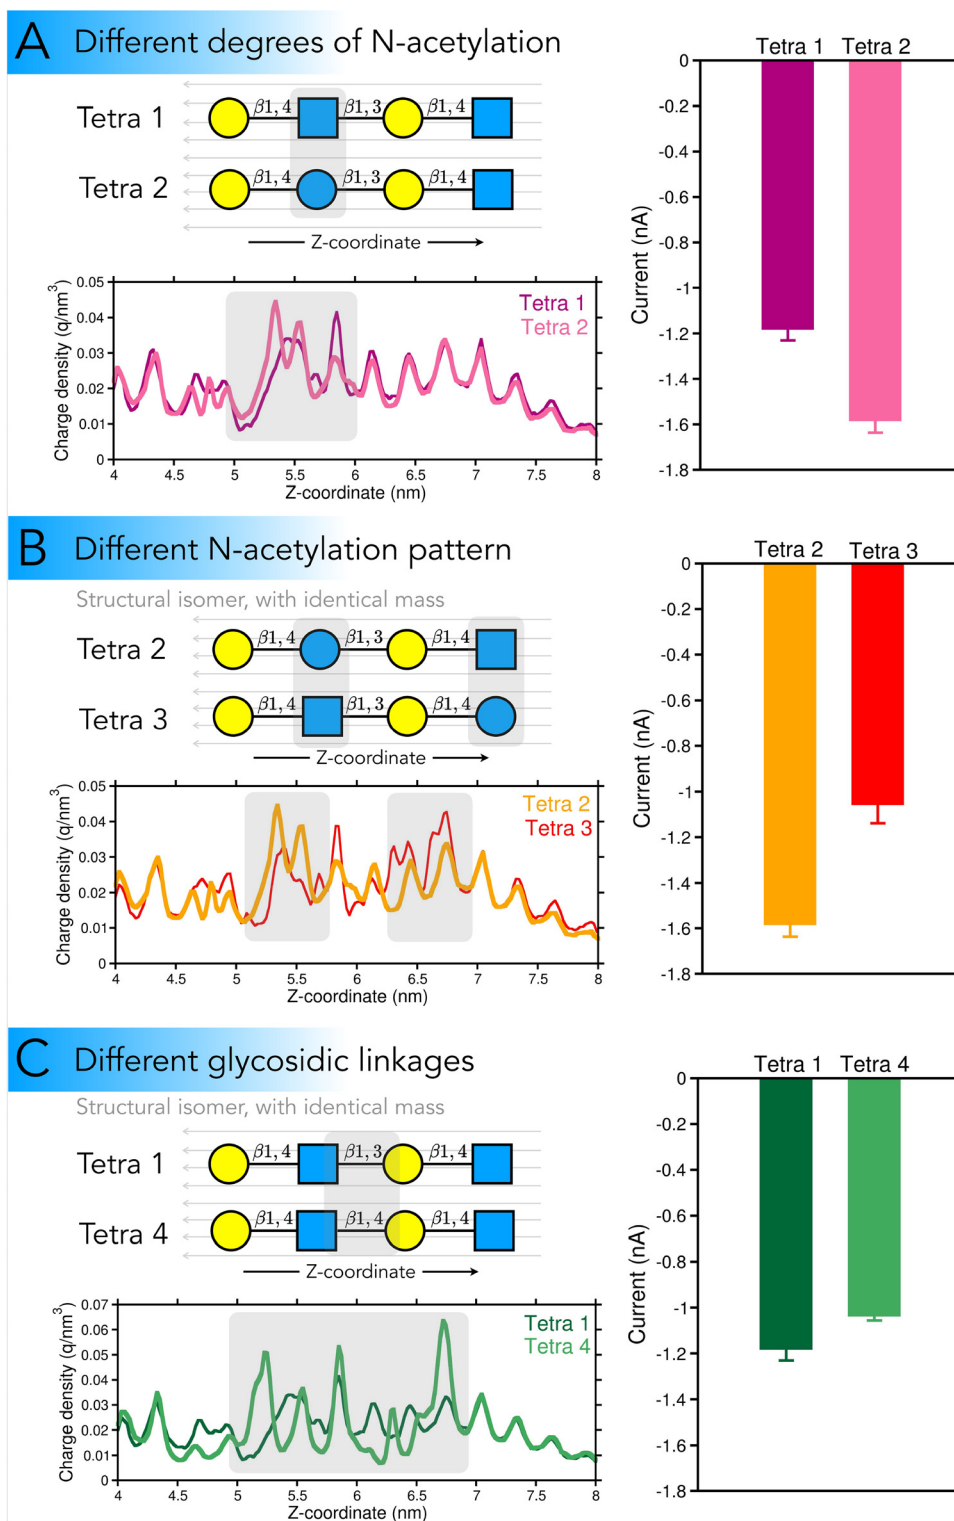 A Different degrees of N-acetylation
Tetra 1
β1, 4 β1, 3 β1, 4
Tetra 2
β1, 4 β1, 3 β1, 4
Z-coordinate
Charge density (q/nm³)
0.05
0.04
0.03
0.02
0.01
0
Tetra 1
Tetra 2
4 4.5 5 5.5 6 6.5 7 7.5 8
Z-coordinate (nm)
Tetra 1 Tetra 2
Current (nA)
0
-0.2
-0.4
-0.6
-0.8
-1
-1.2
-1.4
-1.6
-1.8
B Different N-acetylation pattern
Structural isomer, with identical mass
Tetra 2
β1, 4 β1, 3 β1, 4
Tetra 3
β1, 4 β1, 3 β1, 4
Z-coordinate
Charge density (q/nm³)
0.05
0.04
0.03
0.02
0.01
0
Tetra 2
Tetra 3
4 4.5 5 5.5 6 6.5 7 7.5 8
Z-coordinate (nm)
Tetra 2 Tetra 3
Current (nA)
0
-0.2
-0.4
-0.6
-0.8
-1
-1.2
-1.4
-1.6
-1.8
C Different glycosidic linkages
Structural isomer, with identical mass
Tetra 1
β1, 4 β1, 3 β1, 4
Tetra 4
β1, 4 β1, 4 β1, 4
Z-coordinate
Charge density (q/nm³)
0.07
0.06
0.05
0.04
0.03
0.02
0.01
0
Tetra 1
Tetra 4
4 4.5 5 5.5 6 6.5 7 7.5 8
Z-coordinate (nm)
Tetra 1 Tetra 4
Current (nA)
0
-0.2
-0.4
-0.6
-0.8
-1
-1.2
-1.4
-1.6
-1.8